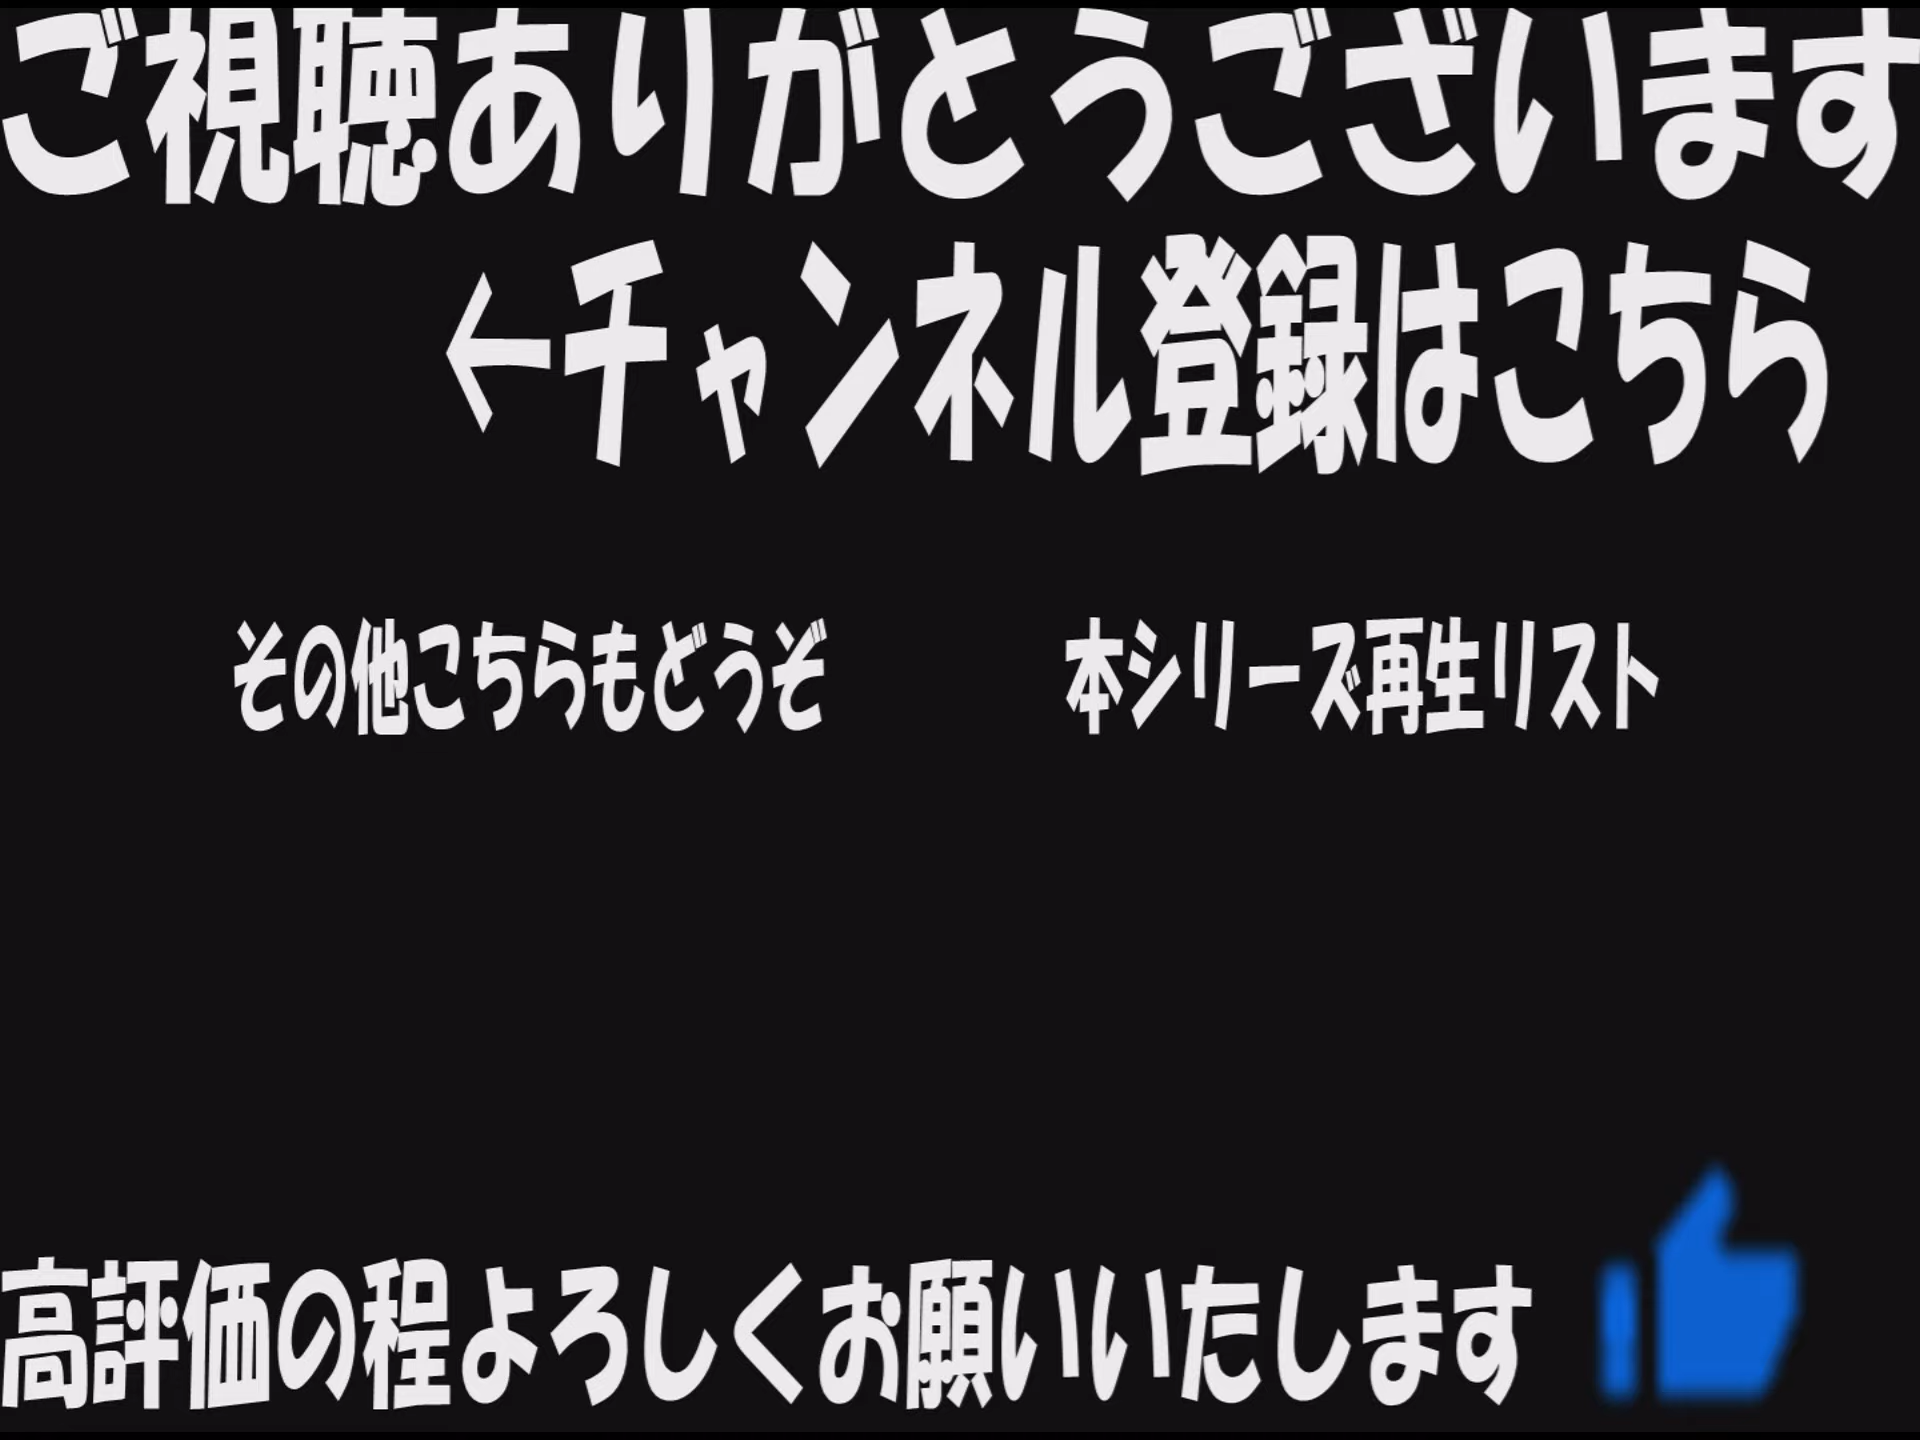 ご視聴ありがとうございます
←チャンネル登録はこちら
その他こちらもどうぞ
本シリーズ再生リスト
高評価の程よろしくお願いいたします